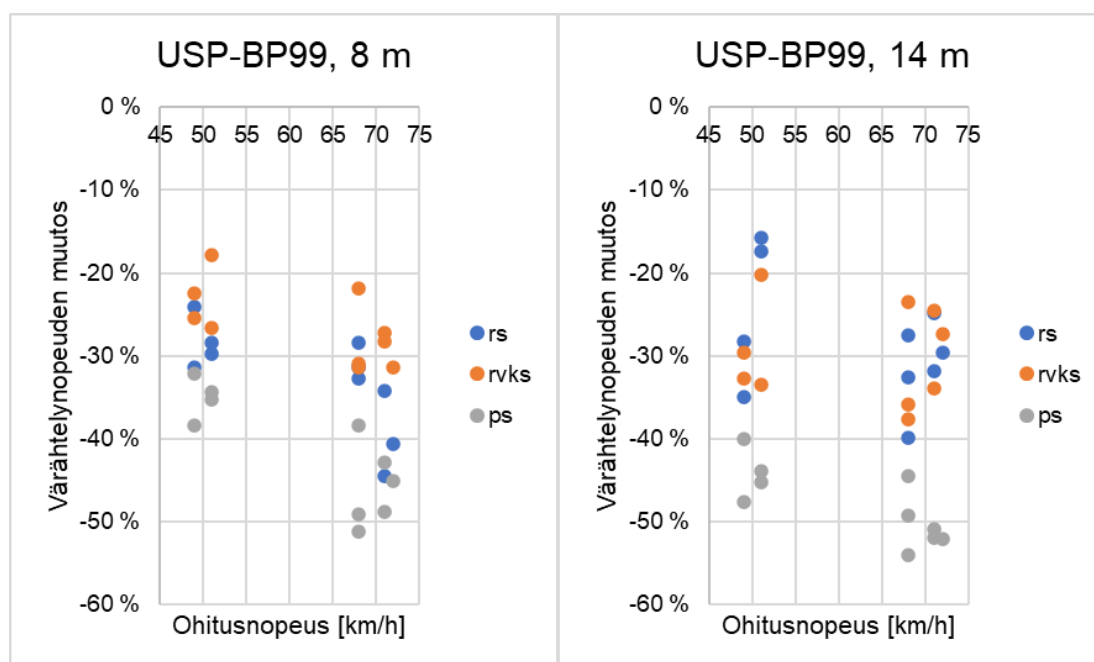 USP-BP99, 8 m
0 %
45 50 55 60 65 70 75
-10 %
-20 %
-30 %
-40 %
-50 %
-60 %
Värähtelynopeuden muutos
Ohitusnopeus [km/h]
rs
rvks
ps
USP-BP99, 14 m
0 %
45 50 55 60 65 70 75
-10 %
-20 %
-30 %
-40 %
-50 %
-60 %
Värähtelynopeuden muutos
Ohitusnopeus [km/h]
rs
rvks
ps